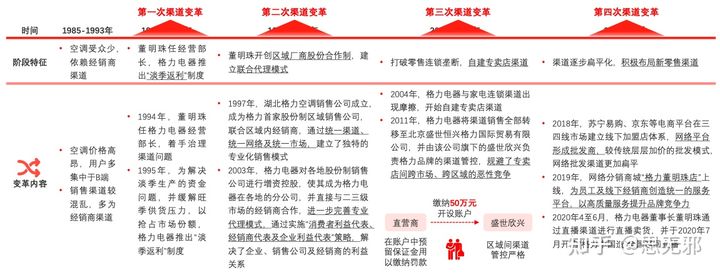 第一次渠道变革
第二次渠道变革
第三次渠道变革
第四次渠道变革
时间
1985-1993年
阶段特征
• 空调受众少,
依赖经销商
渠道
• 董明珠任经营部
长,格力电器推
出“淡季返利”制度
• 董明珠开创区域厂商股份合作制,建
立联合代理模式
• 打破零售连锁垄断,自建专卖店渠道
• 渠道逐步扁平化,积极布局新零售渠道
变革内容
• 空调价格高
昂,用户多
集中于B端
• 销售渠道较
混乱,多为
经销商渠道
• 1994年,董明珠
任格力电器经营
部长,着手治理
渠道问题
• 1995年,为解决
淡季生产的资金
问题,并缓解旺
季供货压力,以
抢占市场份额,
格力电器推出“淡
季返利”制度
• 1997年,湖北格力空调销售公司成立,
成为格力首家股份制区域销售公司,
联合区域内经销商,通过统一渠道、
统一网络及统一市场,建立了独特的
专业化销售模式
• 2003年,格力电器对各地股份制销售
公司进行增资控股,使其成为格力电
器在各地的分公司,并直接与二三级
市场的经销商合作,进一步完善专业
代理模式,通过实施“消费者利益代表、
经销商代表及企业利益代表”策略,解
决了企业、销售公司及经销商的利益
关系
• 2004年,格力电器与家电连锁渠道出
现摩擦,开始自建专卖店渠道
• 2011年,格力电器将渠道销售全部转
移至北京盛世恒兴格力国际贸易有限公
司,并由该公司旗下的盛世欣兴负
责格力品牌的渠道管控,规避了专卖
店间跨市场、跨区域的恶性竞争
缴纳50万元
开设账户
直营商
盛世欣兴
在账户中预
留保证金用
以缴纳罚款
区域间渠道
管控严格
• 2018年,苏宁易购、京东等电商平台在三
四线市场建立线下加盟店体系,网络平台
形成批发商,较传统层层加价的批发模式,
网络批发渠道更加扁平
• 2019年,网络分销商城“格力董明珠店”上
线,为员工及线下经销商创造统一的服务
平台,以高质量服务提升品牌竞争力
• 2020年4至6月,格力电器董事长董明珠通
过直播渠道进行直播卖货,并于2020年7
知乎 @思无邪